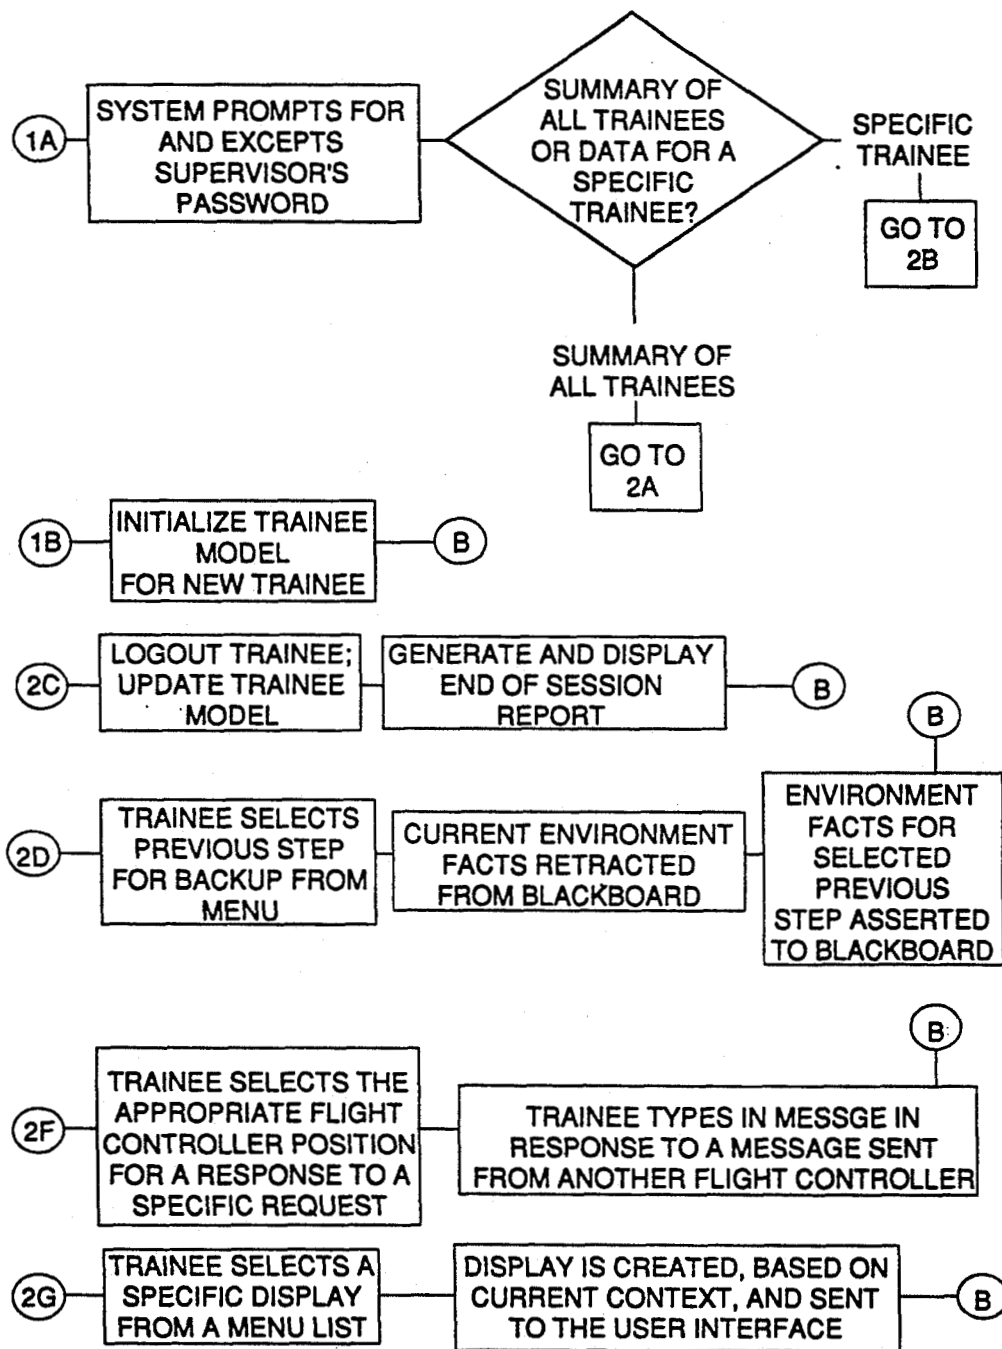 1A
SYSTEM PROMPTS FOR
AND EXCEPTS
SUPERVISOR'S
PASSWORD
SUMMARY OF
ALL TRAINEES
OR DATA FOR A
SPECIFIC
TRAINEE?
SPECIFIC
TRAINEE
GO TO
2B
SUMMARY OF
ALL TRAINEES
GO TO
2A
1B
INITIALIZE TRAINEE
MODEL
FOR NEW TRAINEE
B
2C
LOGOUT TRAINEE;
UPDATE TRAINEE
MODEL
GENERATE AND DISPLAY
END OF SESSION
REPORT
B
2D
TRAINEE SELECTS
PREVIOUS STEP
FOR BACKUP FROM
MENU
CURRENT ENVIRONMENT
FACTS RETRACTED
FROM BLACKBOARD
ENVIRONMENT
FACTS FOR
SELECTED
PREVIOUS
STEP ASSERTED
TO BLACKBOARD
B
2F
TRAINEE SELECTS THE
APPROPRIATE FLIGHT
CONTROLLER POSITION
FOR A RESPONSE TO A
SPECIFIC REQUEST
TRAINEE TYPES IN MESSGE IN
RESPONSE TO A MESSAGE SENT
FROM ANOTHER FLIGHT CONTROLLER
B
2G
TRAINEE SELECTS A
SPECIFIC DISPLAY
FROM A MENU LIST
DISPLAY IS CREATED, BASED ON
CURRENT CONTEXT, AND SENT
TO THE USER INTERFACE
B